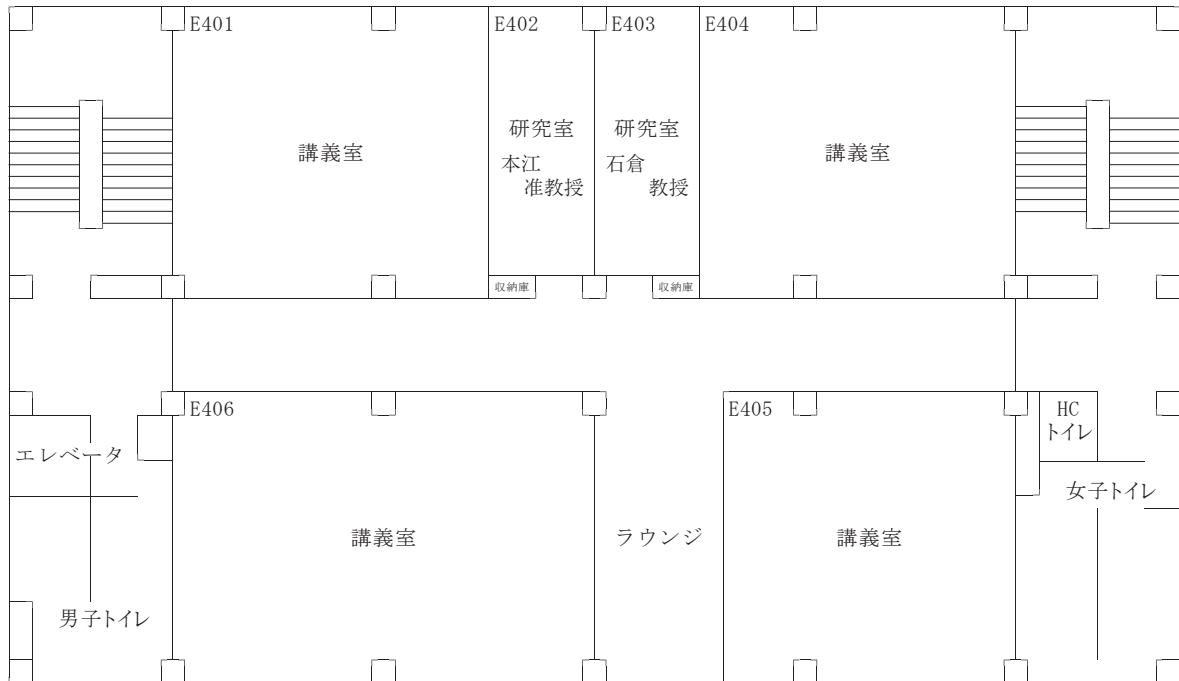 E401
E402
E403
E404
講義室
研究室
本江
准教授
研究室
石倉
教授
講義室
収納庫
収納庫
E406
E405
HC
トイレ
エレベータ
女子トイレ
講義室
ラウンジ
講義室
男子トイレ